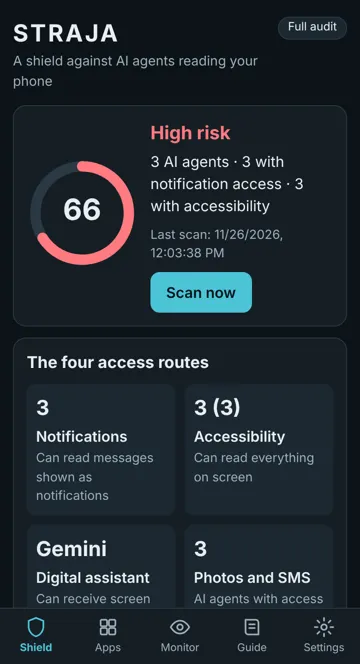 STRAJA
Full audit
A shield against AI agents reading your
phone
66
High risk
3 AI agents · 3 with
notification access · 3
with accessibility
Last scan: 11/26/2026,
12:03:38 PM
Scan now
The four access routes
3
Notifications
Can read messages
shown as
notifications
3 (3)
Accessibility
Can read everything
on screen
Gemini
Digital assistant
Can receive screen
3
Photos and SMS
AI agents with access
Shield
Apps
Monitor
Guide
Settings